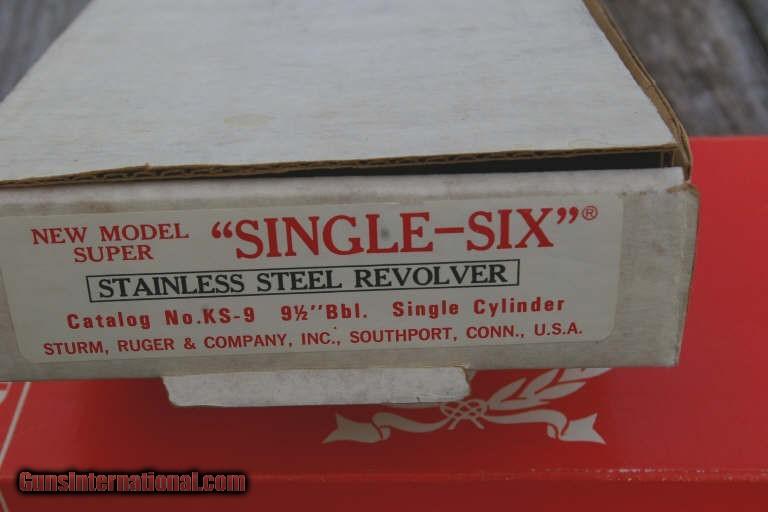 NEW MODEL SUPER "SINGLE-SIX"®
STAINLESS STEEL REVOLVER
Catalog No.KS-9 9½"Bbl. Single Cylinder
STURM, RUGER & COMPANY, INC., SOUTHPORT, CONN., U.S.A.
GunsInternational.com